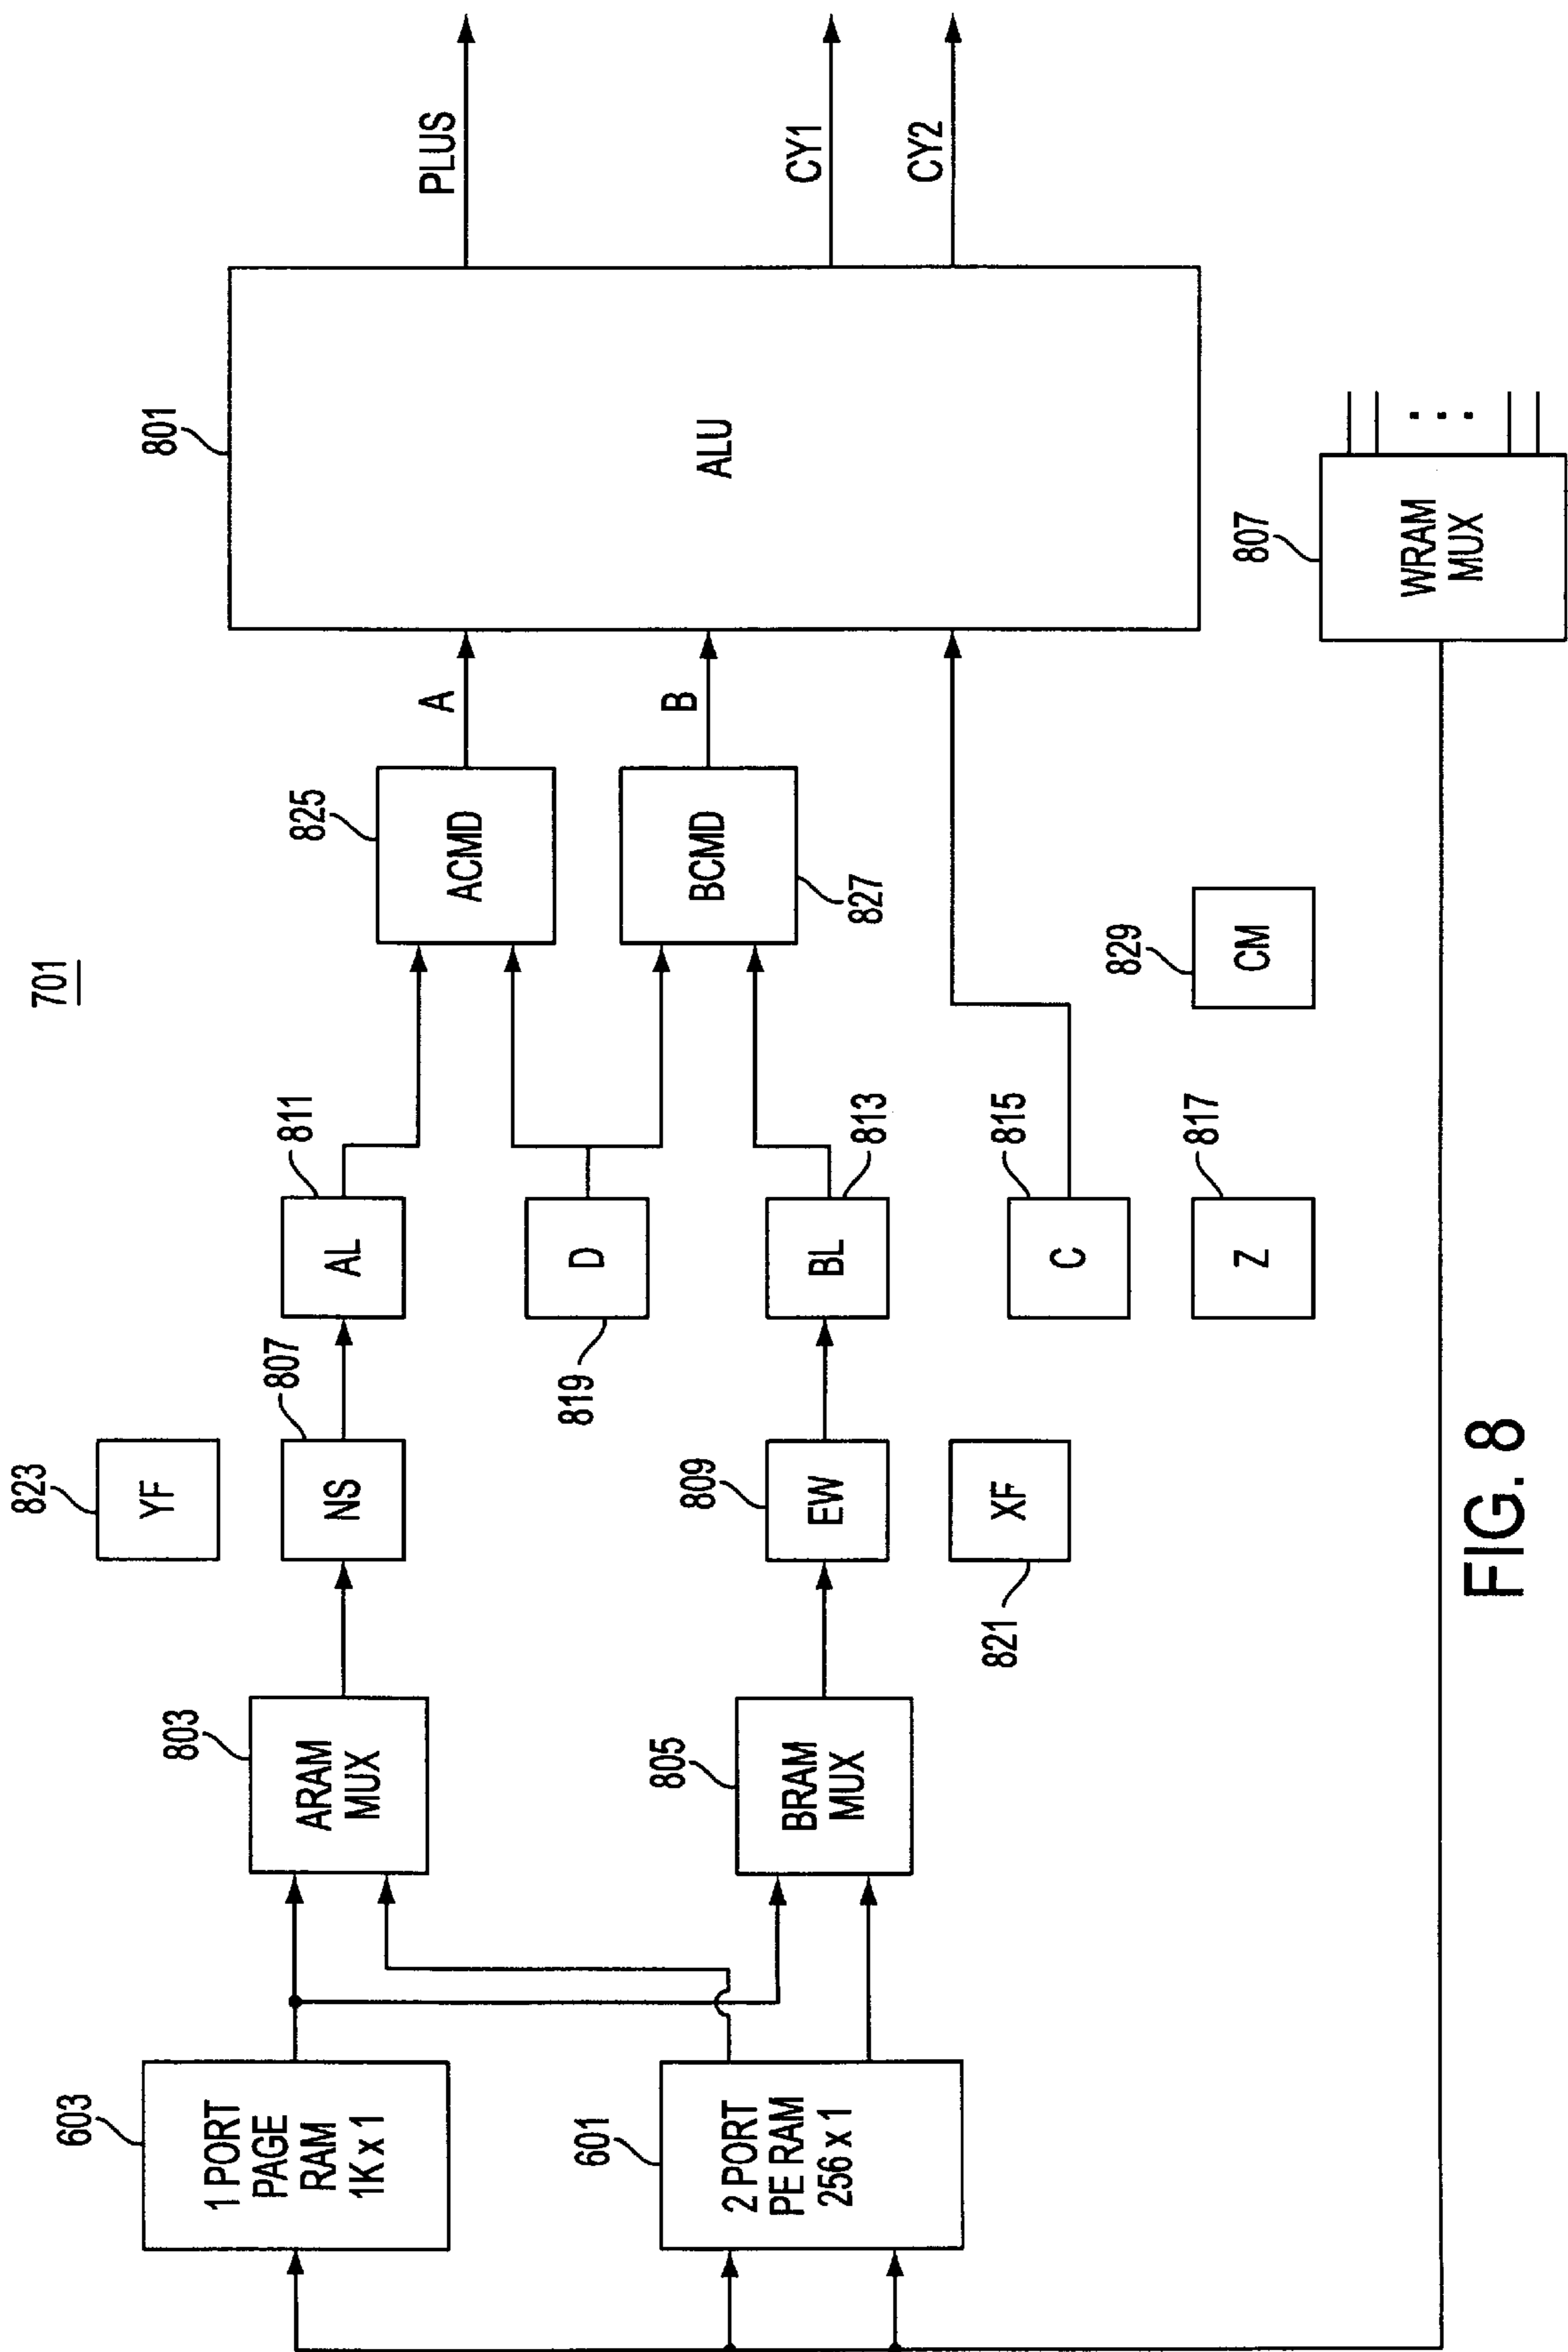 701
823
YF
603
1 PORT
PAGE
RAM
1K x 1
803
ARAM
MUX
807
NS
811
AL
825
ACMD
A
801
ALU
PLUS
CY1
CY2
819
D
601
2 PORT
PE RAM
256 x 1
805
BRAM
MUX
809
EW
813
BL
827
BCMD
B
821
XF
815
C
817
Z
829
CM
807
WRAM
MUX
FIG. 8